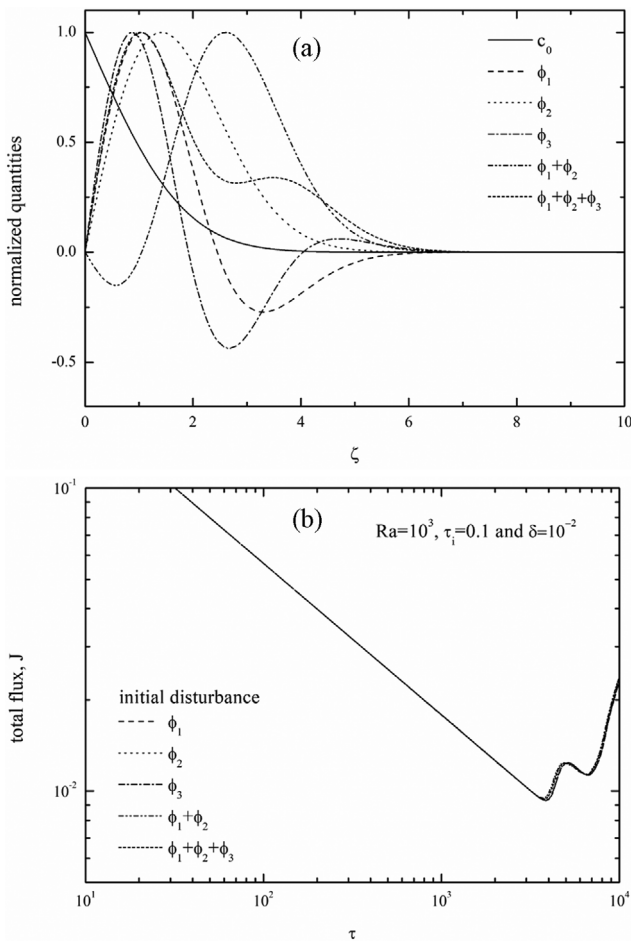 (a)
c₀
ϕ₁
ϕ₂
ϕ₃
ϕ₁+ϕ₂
ϕ₁+ϕ₂+ϕ₃
normalized quantities
1.0
0.5
0.0
-0.5
0 2 4 6 8 10
ζ
(b)
Ra=10³, τᵢ=0.1 and δ=10⁻²
total flux, J
10⁻¹
10⁻²
initial disturbance
ϕ₁
ϕ₂
ϕ₃
ϕ₁+ϕ₂
ϕ₁+ϕ₂+ϕ₃
10¹ 10² 10³ 10⁴
τ